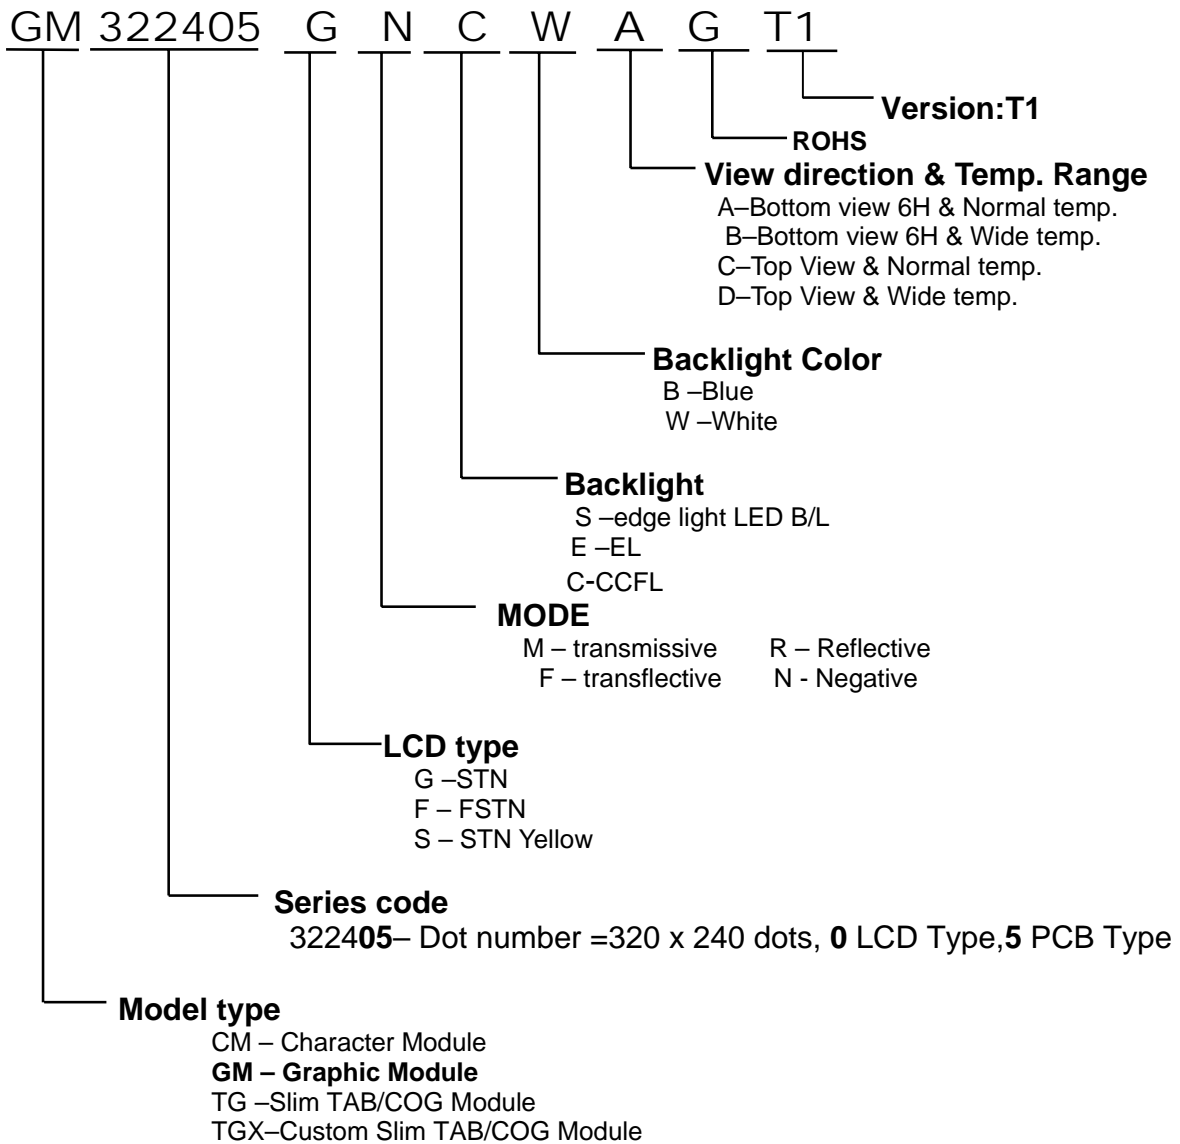 GM 322405 G N C W A G T1
Version:T1
ROHS
View direction & Temp. Range
A–Bottom view 6H & Normal temp.
B–Bottom view 6H & Wide temp.
C–Top View & Normal temp.
D–Top View & Wide temp.
Backlight Color
B –Blue
W –White
Backlight
S –edge light LED B/L
E –EL
C-CCFL
MODE
M – transmissive R – Reflective
F – transflective N - Negative
LCD type
G –STN
F – FSTN
S – STN Yellow
Series code
322405– Dot number =320 x 240 dots, 0 LCD Type,5 PCB Type
Model type
CM – Character Module
GM – Graphic Module
TG –Slim TAB/COG Module
TGX–Custom Slim TAB/COG Module